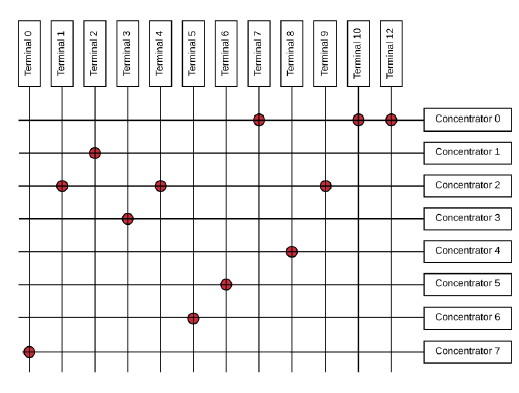 Terminal 0
Terminal 1
Terminal 2
Terminal 3
Terminal 4
Terminal 5
Terminal 6
Terminal 7
Terminal 8
Terminal 9
Terminal 10
Terminal 12
Concentrator 0
Concentrator 1
Concentrator 2
Concentrator 3
Concentrator 4
Concentrator 5
Concentrator 6
Concentrator 7